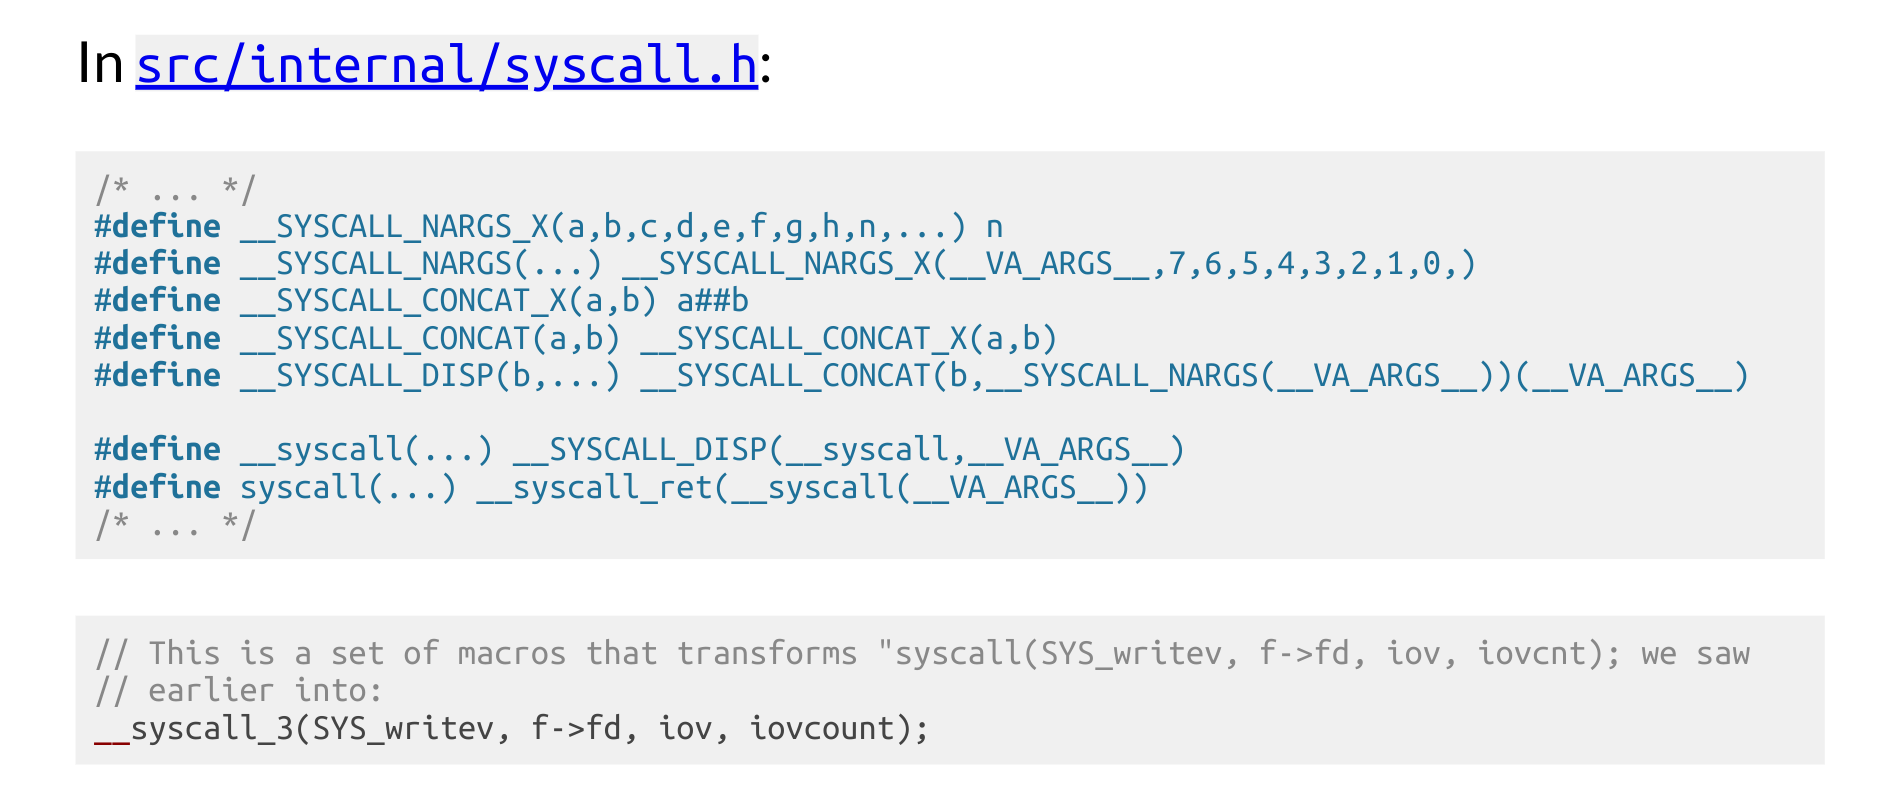 In src/internal/syscall.h:
/* ... */
#define __SYSCALL_NARGS_X(a,b,c,d,e,f,g,h,n,...) n
#define __SYSCALL_NARGS(...) __SYSCALL_NARGS_X(__VA_ARGS__,7,6,5,4,3,2,1,0,)
#define __SYSCALL_CONCAT_X(a,b) a##b
#define __SYSCALL_CONCAT(a,b) __SYSCALL_CONCAT_X(a,b)
#define __SYSCALL_DISP(b,...) __SYSCALL_CONCAT(b,__SYSCALL_NARGS(__VA_ARGS__))(__VA_ARGS__)
#define __syscall(...) __SYSCALL_DISP(__syscall,__VA_ARGS__)
#define syscall(...) __syscall_ret(__syscall(__VA_ARGS__))
/* ... */
// This is a set of macros that transforms "syscall(SYS_writev, f->fd, iov, iovcnt); we saw
// earlier into:
__syscall_3(SYS_writev, f->fd, iov, iovcount);